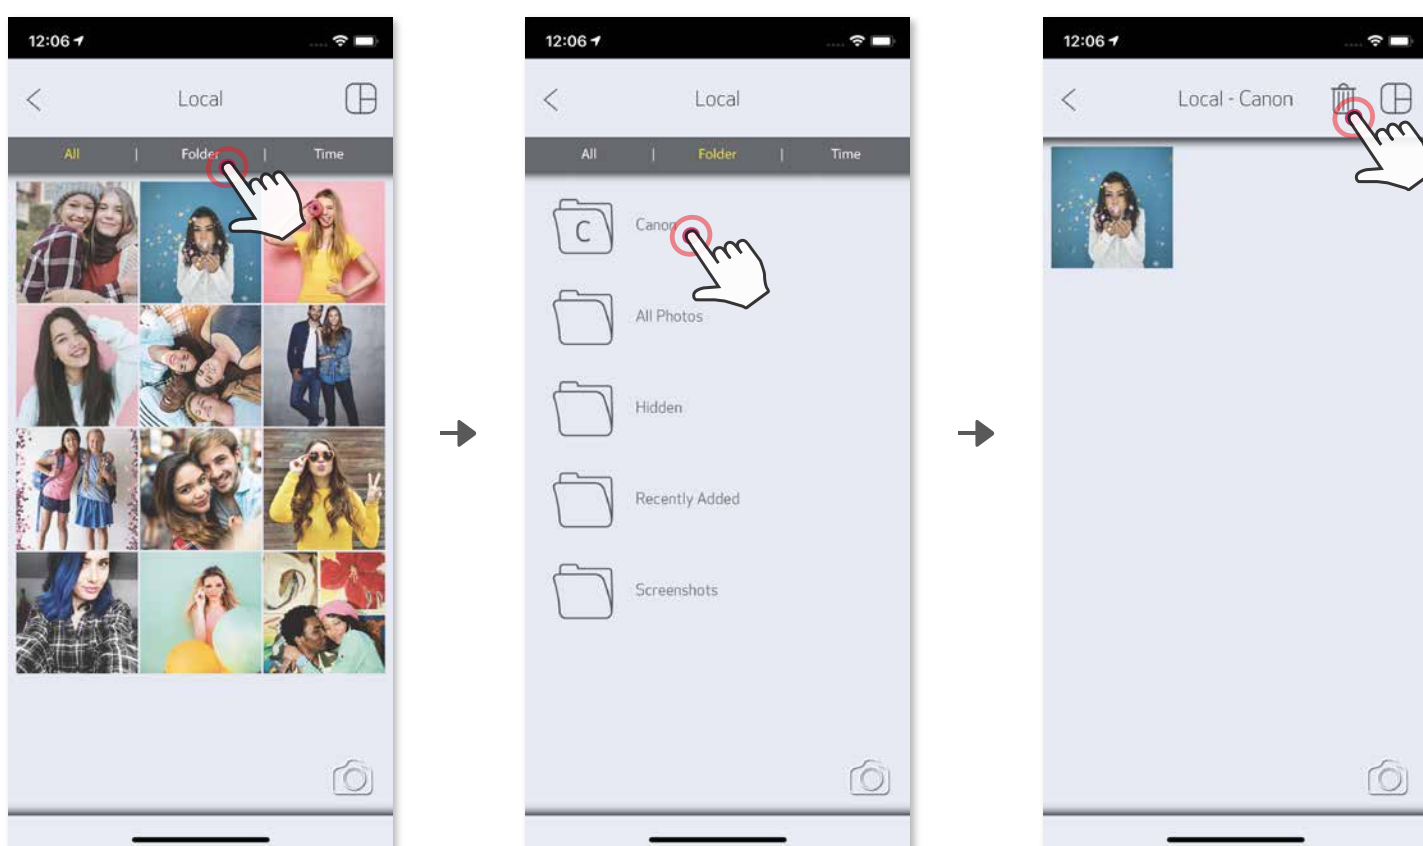 12:06
Local
All | Folder | Time
12:06
Local
All | Folder | Time
C Canon
All Photos
Hidden
Recently Added
Screenshots
12:06
Local - Canon